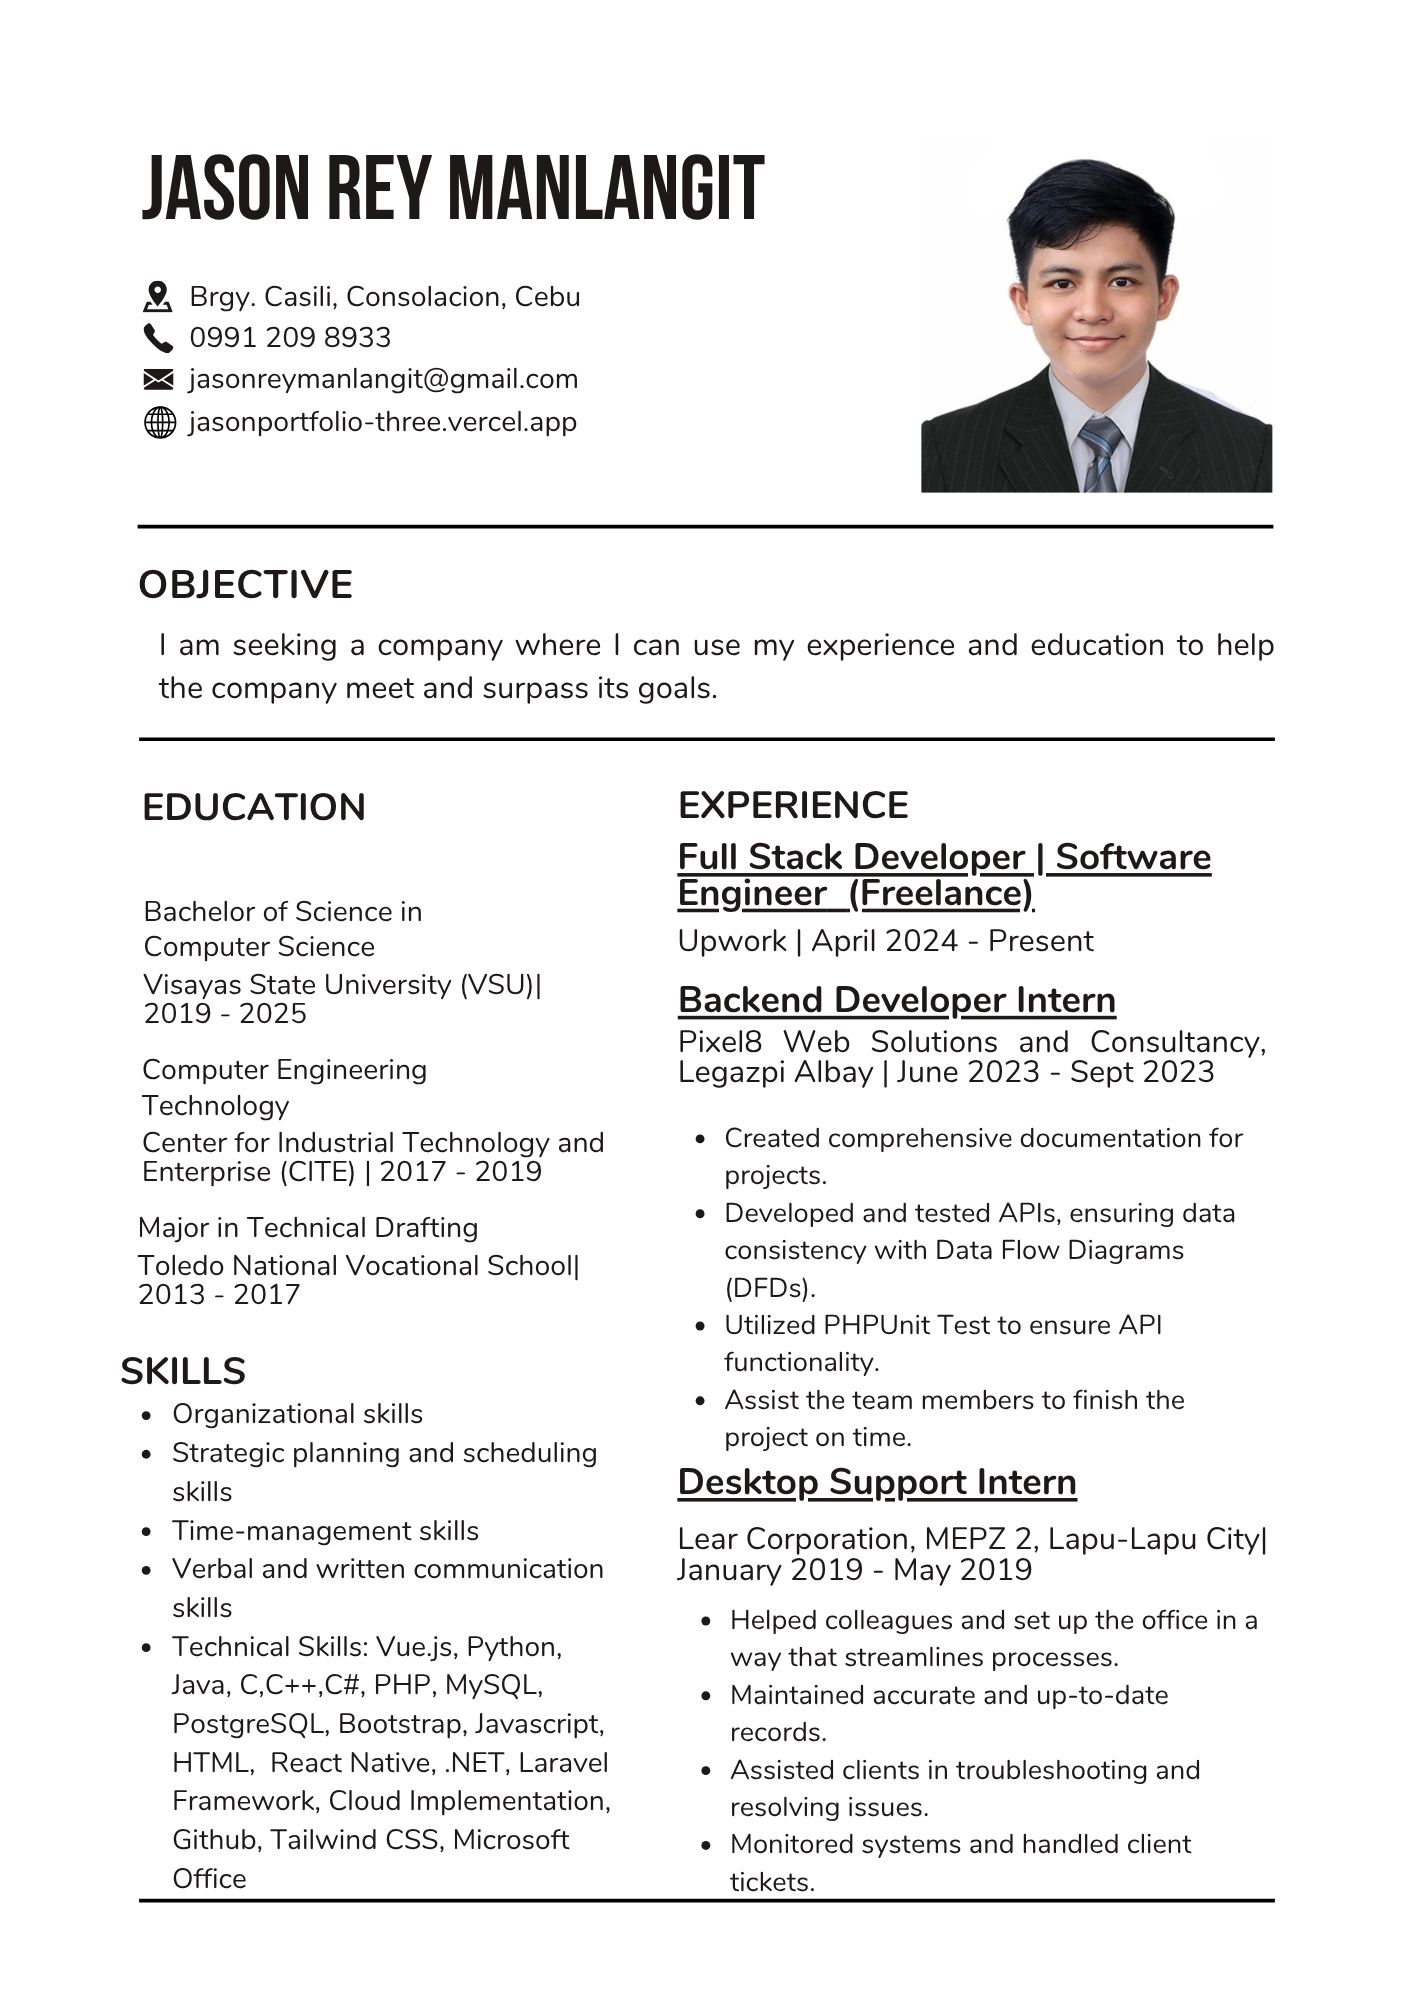 JASON REY MANLANGIT
Brgy. Casili, Consolacion, Cebu
0991 209 8933
jasonreymanlangit@gmail.com
jasonportfolio-three.vercel.app
OBJECTIVE
I am seeking a company where I can use my experience and education to help
the company meet and surpass its goals.
EDUCATION
Bachelor of Science in
Computer Science
Visayas State University (VSU)|
2019 - 2025
Computer Engineering
Technology
Center for Industrial Technology and
Enterprise (CITE) | 2017 - 2019
Major in Technical Drafting
Toledo National Vocational School|
2013 - 2017
SKILLS
• Organizational skills
• Strategic planning and scheduling
skills
• Time-management skills
• Verbal and written communication
skills
• Technical Skills: Vue.js, Python,
Java, C,C++,C#, PHP, MySQL,
PostgreSQL, Bootstrap, Javascript,
HTML,  React Native, .NET, Laravel
Framework, Cloud Implementation,
Github, Tailwind CSS, Microsoft
Office
EXPERIENCE
Full Stack Developer | Software
Engineer  (Freelance)
Upwork | April 2024 - Present
Backend Developer Intern
Pixel8 Web Solutions and Consultancy,
Legazpi Albay | June 2023 - Sept 2023
• Created comprehensive documentation for
projects.
• Developed and tested APIs, ensuring data
consistency with Data Flow Diagrams
(DFDs).
• Utilized PHPUnit Test to ensure API
functionality.
• Assist the team members to finish the
project on time.
Desktop Support Intern
Lear Corporation, MEPZ 2, Lapu-Lapu City|
January 2019 - May 2019
• Helped colleagues and set up the office in a
way that streamlines processes.
• Maintained accurate and up-to-date
records.
• Assisted clients in troubleshooting and
resolving issues.
• Monitored systems and handled client
tickets.